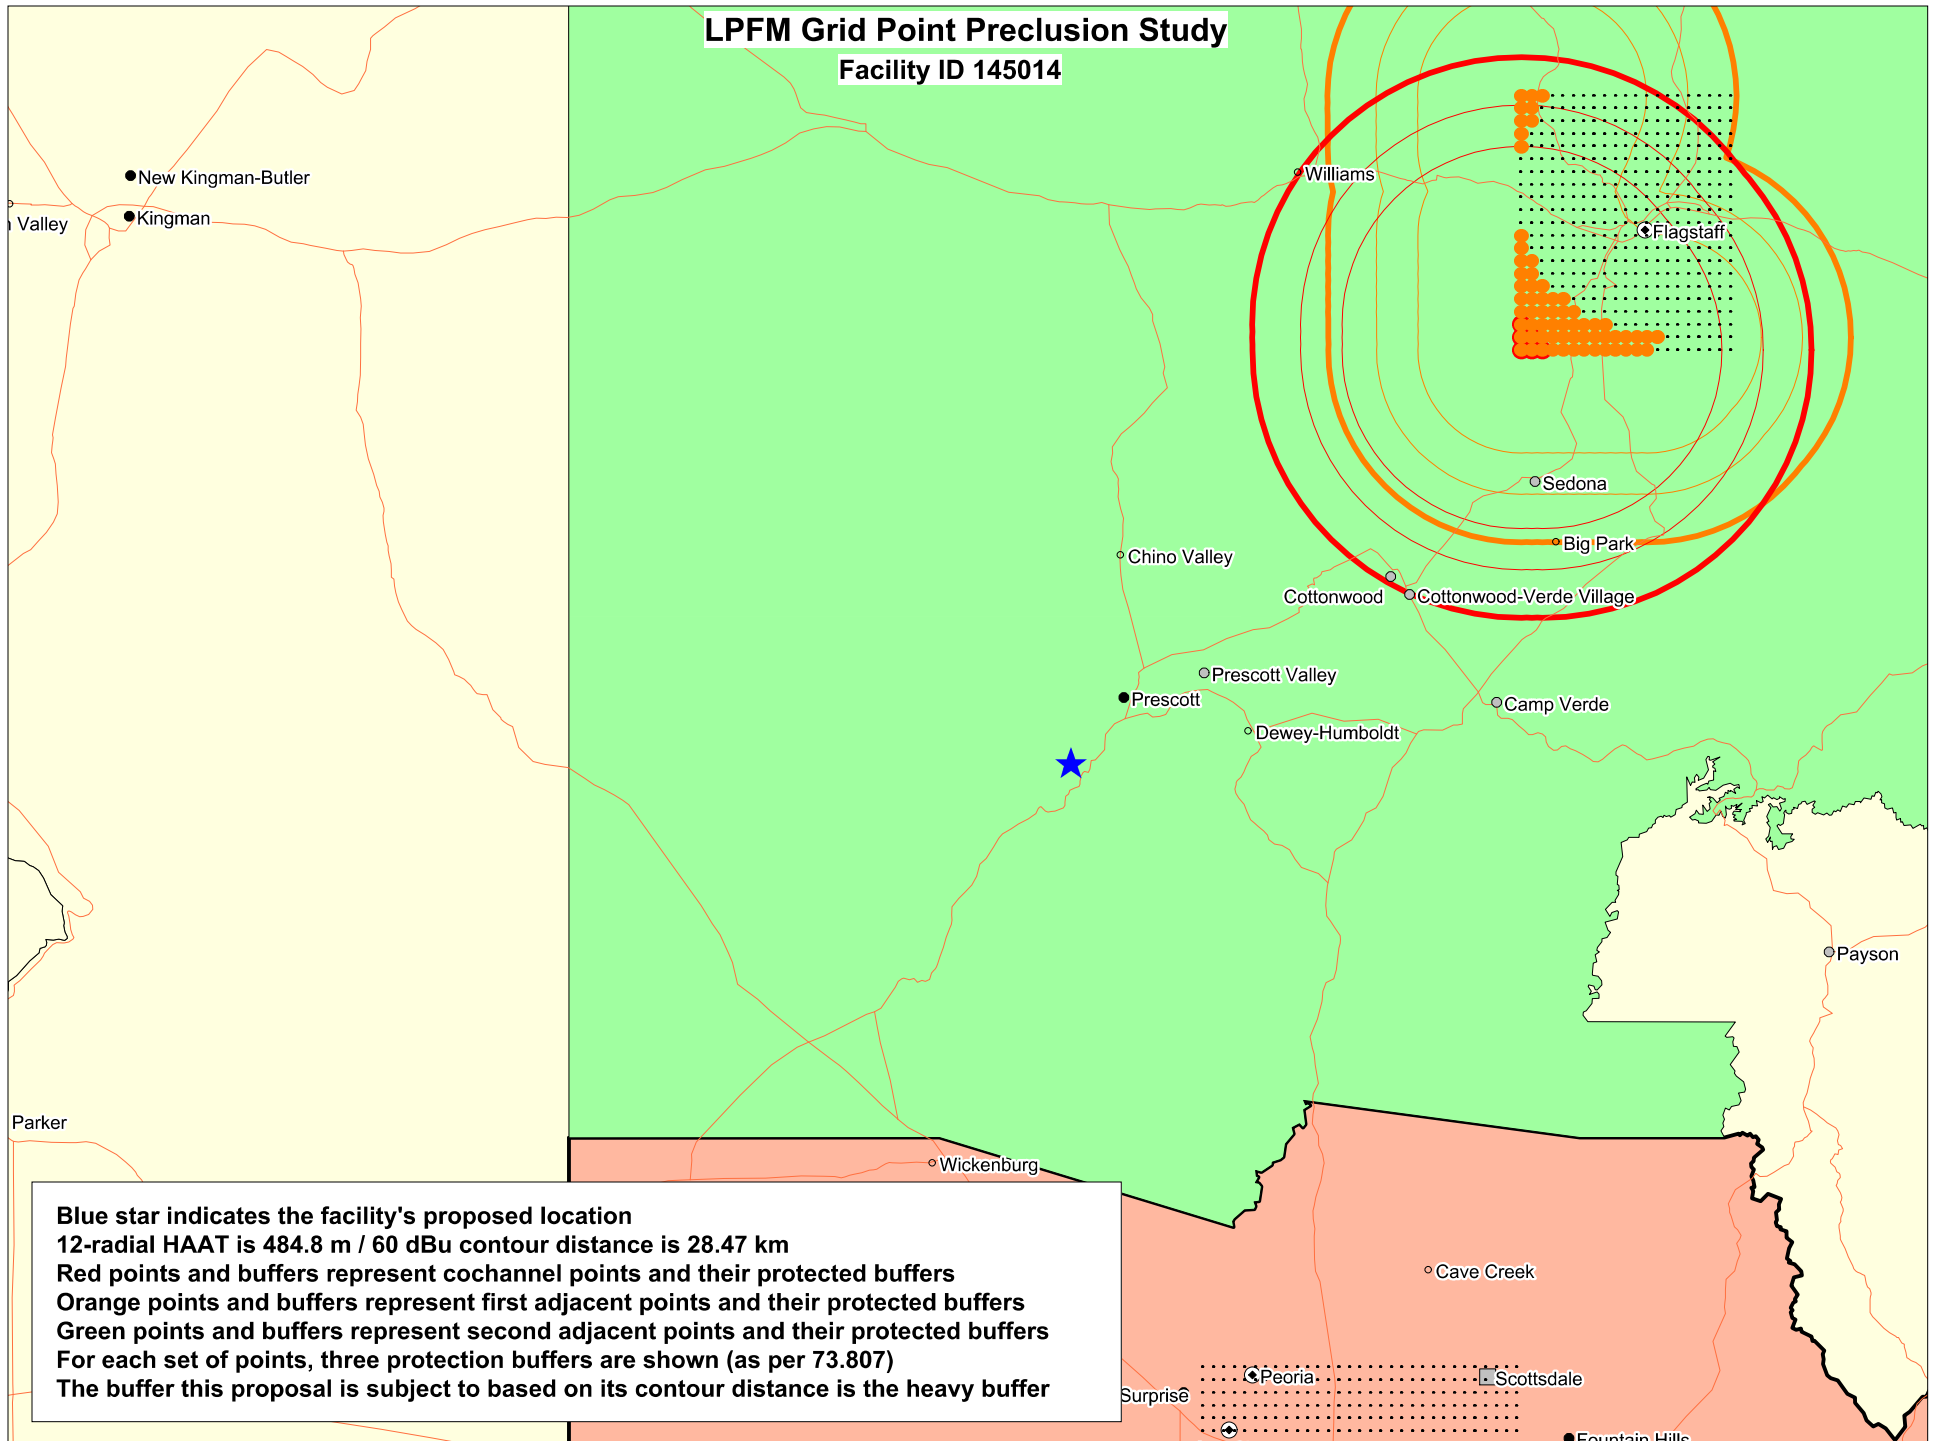 LPFM Grid Point Preclusion Study
Facility ID 145014
Williams
New Kingman-Butler
Kingman
Valley
Flagstaff
Sedona
Big Park
Chino Valley
Cottonwood
Cottonwood-Verde Village
Prescott Valley
Prescott
Camp Verde
Dewey-Humboldt
Payson
Parker
Wickenburg
Blue star indicates the facility's proposed location
12-radial HAAT is 484.8 m / 60 dBu contour distance is 28.47 km
Red points and buffers represent cochannel points and their protected buffers
Orange points and buffers represent first adjacent points and their protected buffers
Green points and buffers represent second adjacent points and their protected buffers
For each set of points, three protection buffers are shown (as per 73.807)
The buffer this proposal is subject to based on its contour distance is the heavy buffer
Cave Creek
Peoria
Scottsdale
Surprise
Fountain Hills